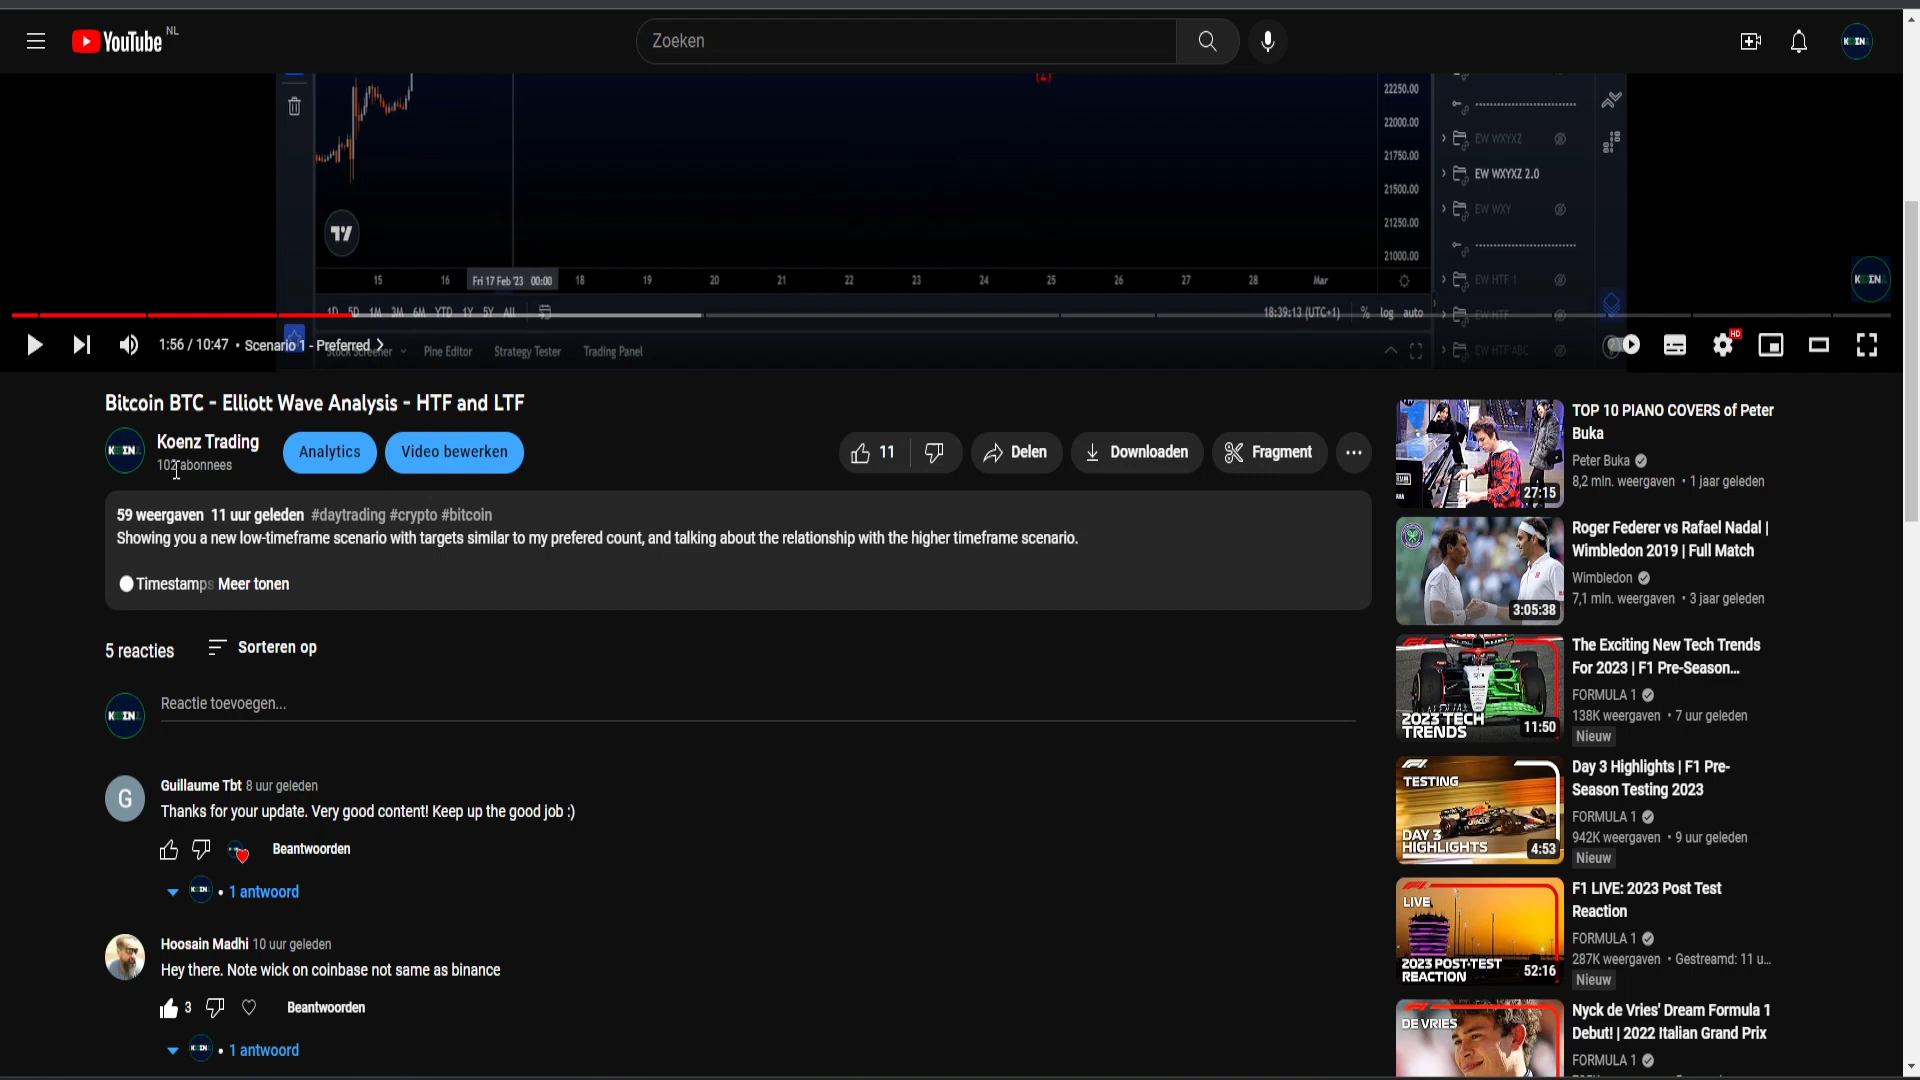 YouTube NL
Zoeken
KOINZ
22250.00
22000.00
21750.00
21500.00
21250.00
21000.00
EW WXYXZ
EW WXYXZ 2.0
EW WXY
EW HTF 1
EW HTF
EW HTF ABC
15 16 Fri 17 Feb '23 00:00 18 19 20 21 22 23 24 25 26 27 28 Mar
1D 5D 1M 3M 6M YTD 1Y 5Y All
18:39:13 (UTC+1) % log auto
1:56 / 10:47 • Scenario 1 - Preferred
Stock Screener Pine Editor Strategy Tester Trading Panel
HD
Bitcoin BTC - Elliott Wave Analysis - HTF and LTF
Koenz Trading
abonnees
Analytics
Video bewerken
11
Delen
Downloaden
Fragment
59 weergaven 11 uur geleden #daytrading #crypto #bitcoin
Showing you a new low-timeframe scenario with targets similar to my prefered count, and talking about the relationship with the higher timeframe scenario.
Timestamps Meer tonen
5 reacties
Sorteren op
Reactie toevoegen...
G
Guillaume Tbt 8 uur geleden
Thanks for your update. Very good content! Keep up the good job :)
Beantwoorden
• 1 antwoord
Hoosain Madhi 10 uur geleden
Hey there. Note wick on coinbase not same as binance
3
Beantwoorden
• 1 antwoord
27:15
TOP 10 PIANO COVERS of Peter
Buka
Peter Buka
8,2 mln. weergaven • 1 jaar geleden
3:05:38
Roger Federer vs Rafael Nadal |
Wimbledon 2019 | Full Match
Wimbledon
7,1 mln. weergaven • 3 jaar geleden
2023 TECH
TRENDS
11:50
The Exciting New Tech Trends
For 2023 | F1 Pre-Season...
FORMULA 1
138K weergaven • 7 uur geleden
Nieuw
TESTING
DAY 3
HIGHLIGHTS
4:53
Day 3 Highlights | F1 Pre-
Season Testing 2023
FORMULA 1
942K weergaven • 9 uur geleden
Nieuw
LIVE
2023 POST-TEST
REACTION
52:16
F1 LIVE: 2023 Post Test
Reaction
FORMULA 1
287K weergaven • Gestreamd: 11 u...
Nieuw
DE VRIES
Nyck de Vries' Dream Formula 1
Debut! | 2022 Italian Grand Prix
FORMULA 1